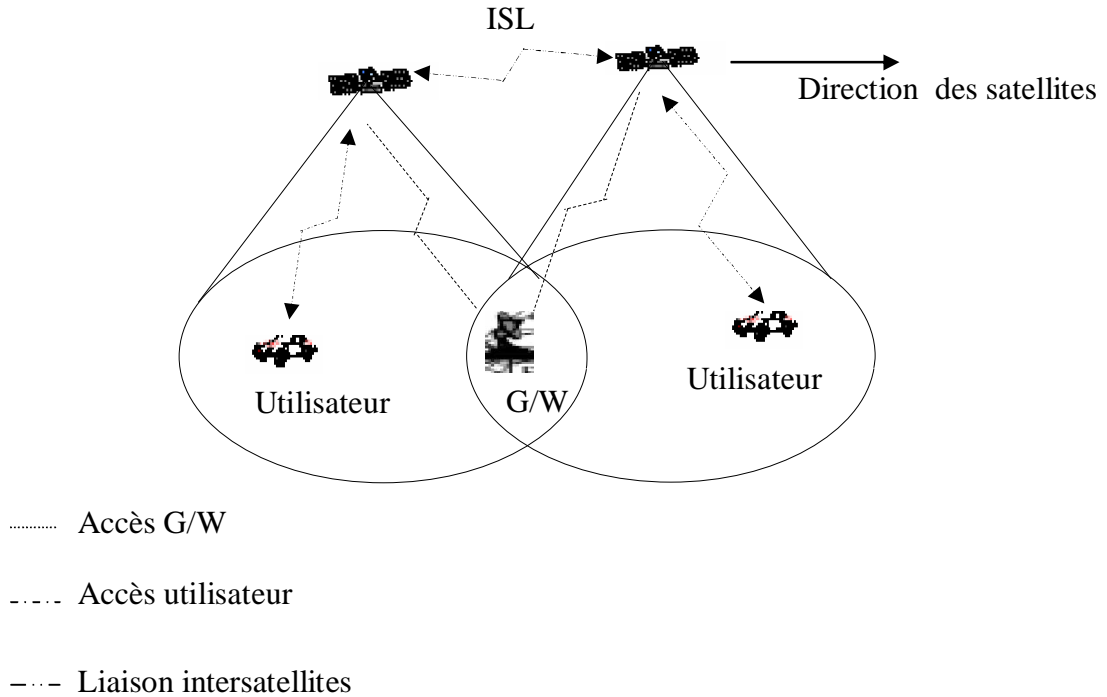 ISL
Direction des satellites
Utilisateur
G/W
Utilisateur
Accès G/W
Accès utilisateur
Liaison intersatellites